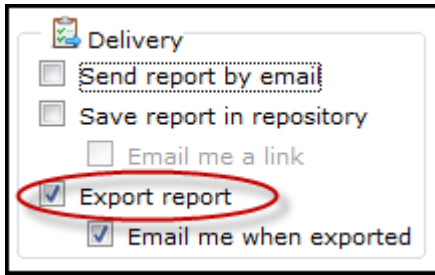 Delivery
Send report by email
Save report in repository
Email me a link
Export report
Email me when exported